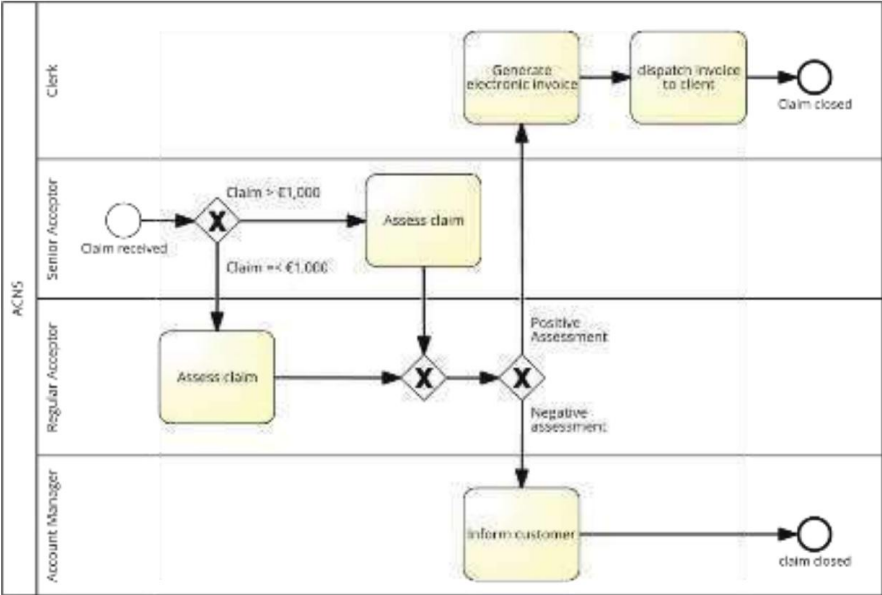 ACNS
Clerk
Generate
electronic invoice
dispatch invoice
to client
Claim closed
Senior Acceptor
Claim received
X
Claim > €1,000
Claim =< €1.000
Assess claim
Regular Acceptor
Assess claim
X
X
Positive
Assessment
Negative
assessment
Account Manager
Inform customer
claim closed